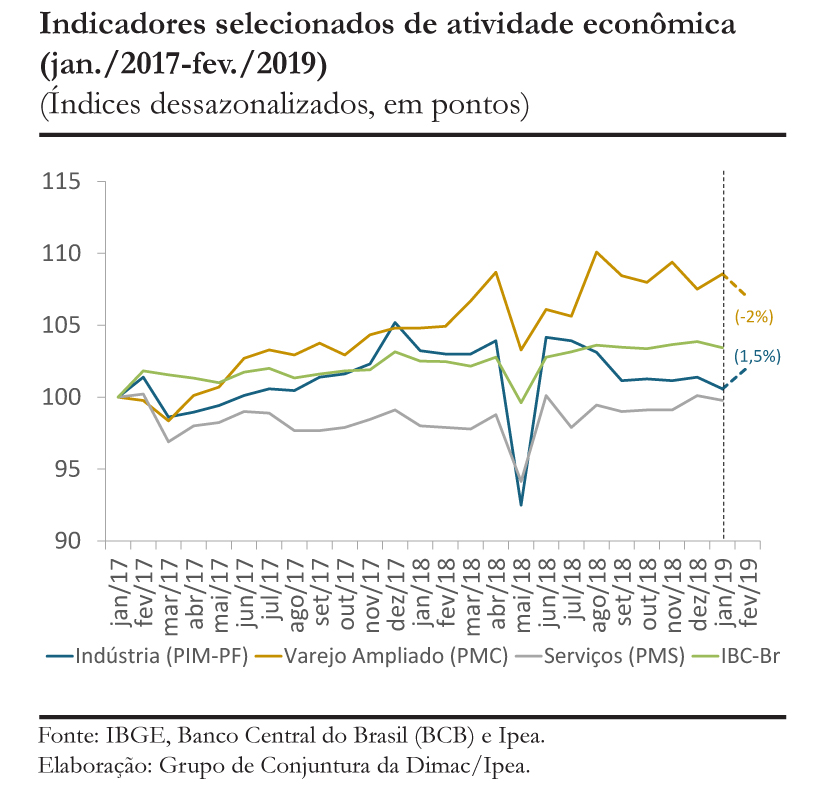 Indicadores selecionados de atividade econômica
(jan./2017-fev./2019)
(Índices dessazonalizados, em pontos)
115
110
105
100
95
90
(-2%)
(1,5%)
jan/17
fev/17
mar/17
abr/17
mai/17
jun/17
jul/17
ago/17
set/17
out/17
nov/17
dez/17
jan/18
fev/18
mar/18
abr/18
mai/18
jun/18
jul/18
ago/18
set/18
out/18
nov/18
dez/18
jan/19
fev/19
Indústria (PIM-PF) Varejo Ampliado (PMC) Serviços (PMS) IBC-Br
Fonte: IBGE, Banco Central do Brasil (BCB) e Ipea.
Elaboração: Grupo de Conjuntura da Dimac/Ipea.